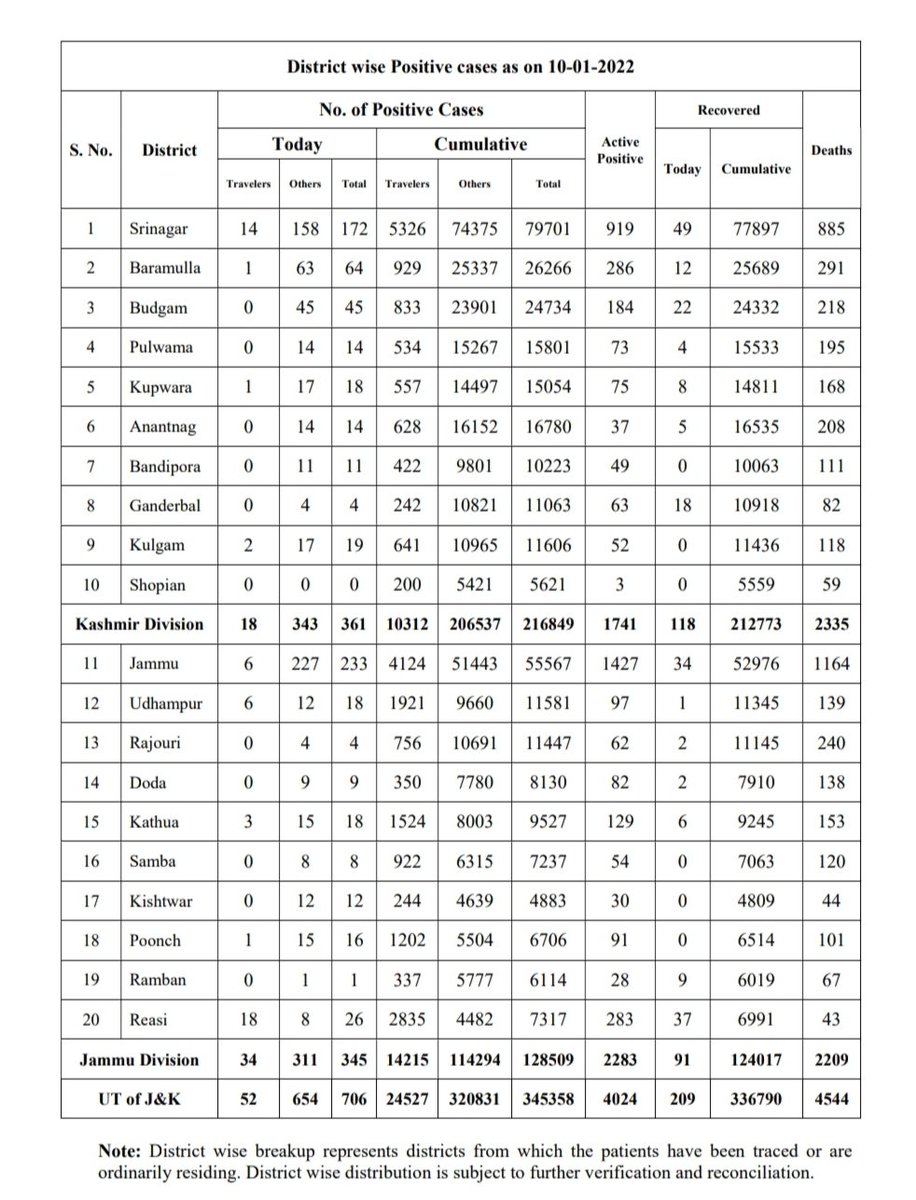 District wise Positive cases as on 10-01-2022
S. No. District No. of Positive Cases Active Positive Recovered Deaths
Today Cumulative Today Cumulative
Travelers Others Total Travelers Others Total
1 Srinagar 14 158 172 5326 74375 79701 919 49 77897 885
2 Baramulla 1 63 64 929 25337 26266 286 12 25689 291
3 Budgam 0 45 45 833 23901 24734 184 22 24332 218
4 Pulwama 0 14 14 534 15267 15801 73 4 15533 195
5 Kupwara 1 17 18 557 14497 15054 75 8 14811 168
6 Anantnag 0 14 14 628 16152 16780 37 5 16535 208
7 Bandipora 0 11 11 422 9801 10223 49 0 10063 111
8 Ganderbal 0 4 4 242 10821 11063 63 18 10918 82
9 Kulgam 2 17 19 641 10965 11606 52 0 11436 118
10 Shopian 0 0 0 200 5421 5621 3 0 5559 59
Kashmir Division 18 343 361 10312 206537 216849 1741 118 212773 2335
11 Jammu 6 227 233 4124 51443 55567 1427 34 52976 1164
12 Udhampur 6 12 18 1921 9660 11581 97 1 11345 139
13 Rajouri 0 4 4 756 10691 11447 62 2 11145 240
14 Doda 0 9 9 350 7780 8130 82 2 7910 138
15 Kathua 3 15 18 1524 8003 9527 129 6 9245 153
16 Samba 0 8 8 922 6315 7237 54 0 7063 120
17 Kishtwar 0 12 12 244 4639 4883 30 0 4809 44
18 Poonch 1 15 16 1202 5504 6706 91 0 6514 101
19 Ramban 0 1 1 337 5777 6114 28 9 6019 67
20 Reasi 18 8 26 2835 4482 7317 283 37 6991 43
Jammu Division 34 311 345 14215 114294 128509 2283 91 124017 2209
UT of J&K 52 654 706 24527 320831 345358 4024 209 336790 4544
Note: District wise breakup represents districts from which the patients have been traced or are
ordinarily residing. District wise distribution is subject to further verification and reconciliation.